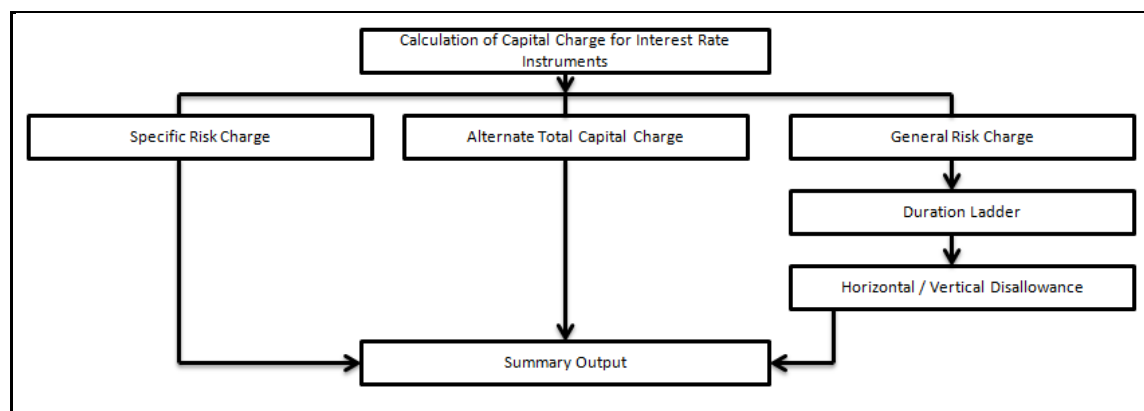 Calculation of Capital Charge for Interest Rate
Instruments
Specific Risk Charge
Alternate Total Capital Charge
General Risk Charge
Duration Ladder
Horizontal / Vertical Disallowance
Summary Output